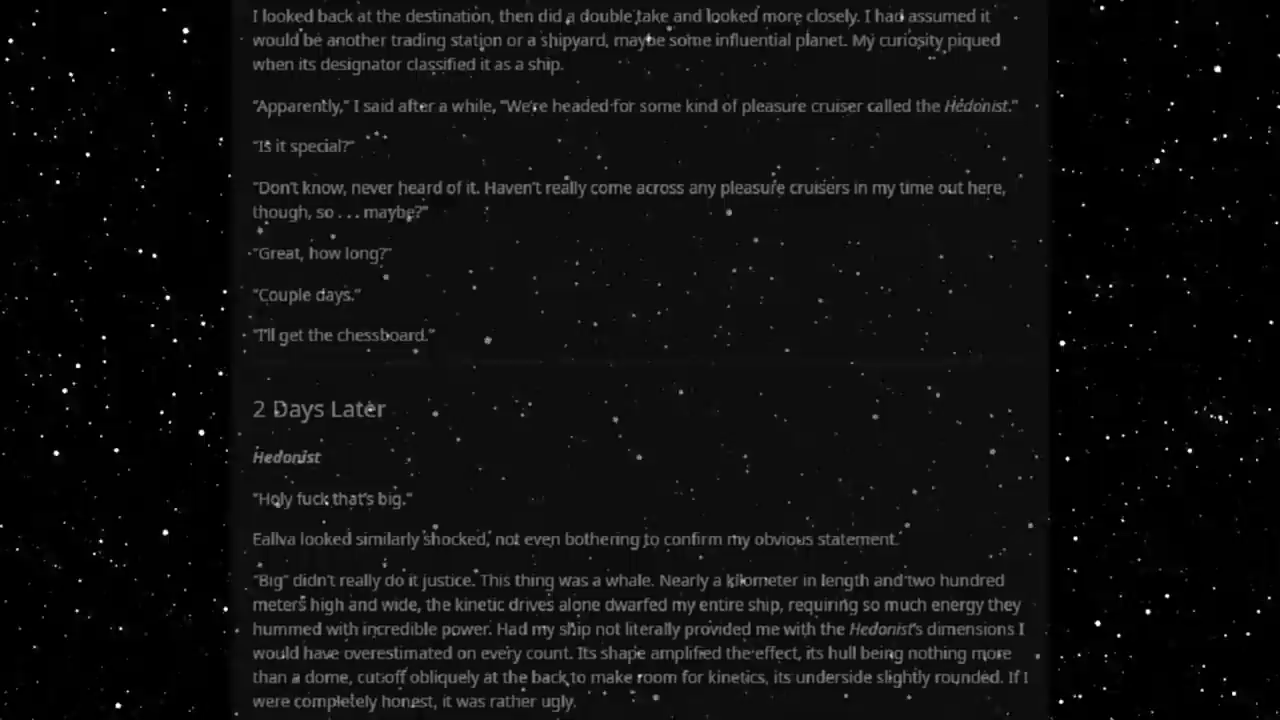 I looked back at the destination, then did a double take and looked more closely. I had assumed it
would be another trading station or a shipyard, maybe some influential planet. My curiosity piqued
when its designator classified it as a ship.
“Apparently,” I said after a while, “We’re headed for some kind of pleasure cruiser called the Hedonist.”
“Is it special?”
“Don’t know, never heard of it. Haven’t really come across any pleasure cruisers in my time out here,
though, so . . . maybe?”
“Great, how long?”
“Couple days.”
“I’ll get the chessboard.”
2 Days Later
Hedonist
“Holy fuck that’s big.”
Eallva looked similarly shocked, not even bothering to confirm my obvious statement.
“Big” didn’t really do it justice. This thing was a whale. Nearly a kilometer in length and two hundred
meters high and wide, the kinetic drives alone dwarfed my entire ship, requiring so much energy they
hummed with incredible power. Had my ship not literally provided me with the Hedonist’s dimensions I
would have overestimated on every count. Its shape amplified the effect, its hull being nothing more
than a dome, cut off obliquely at the back to make room for kinetics, its underside slightly rounded. If I
were completely honest, it was rather ugly.